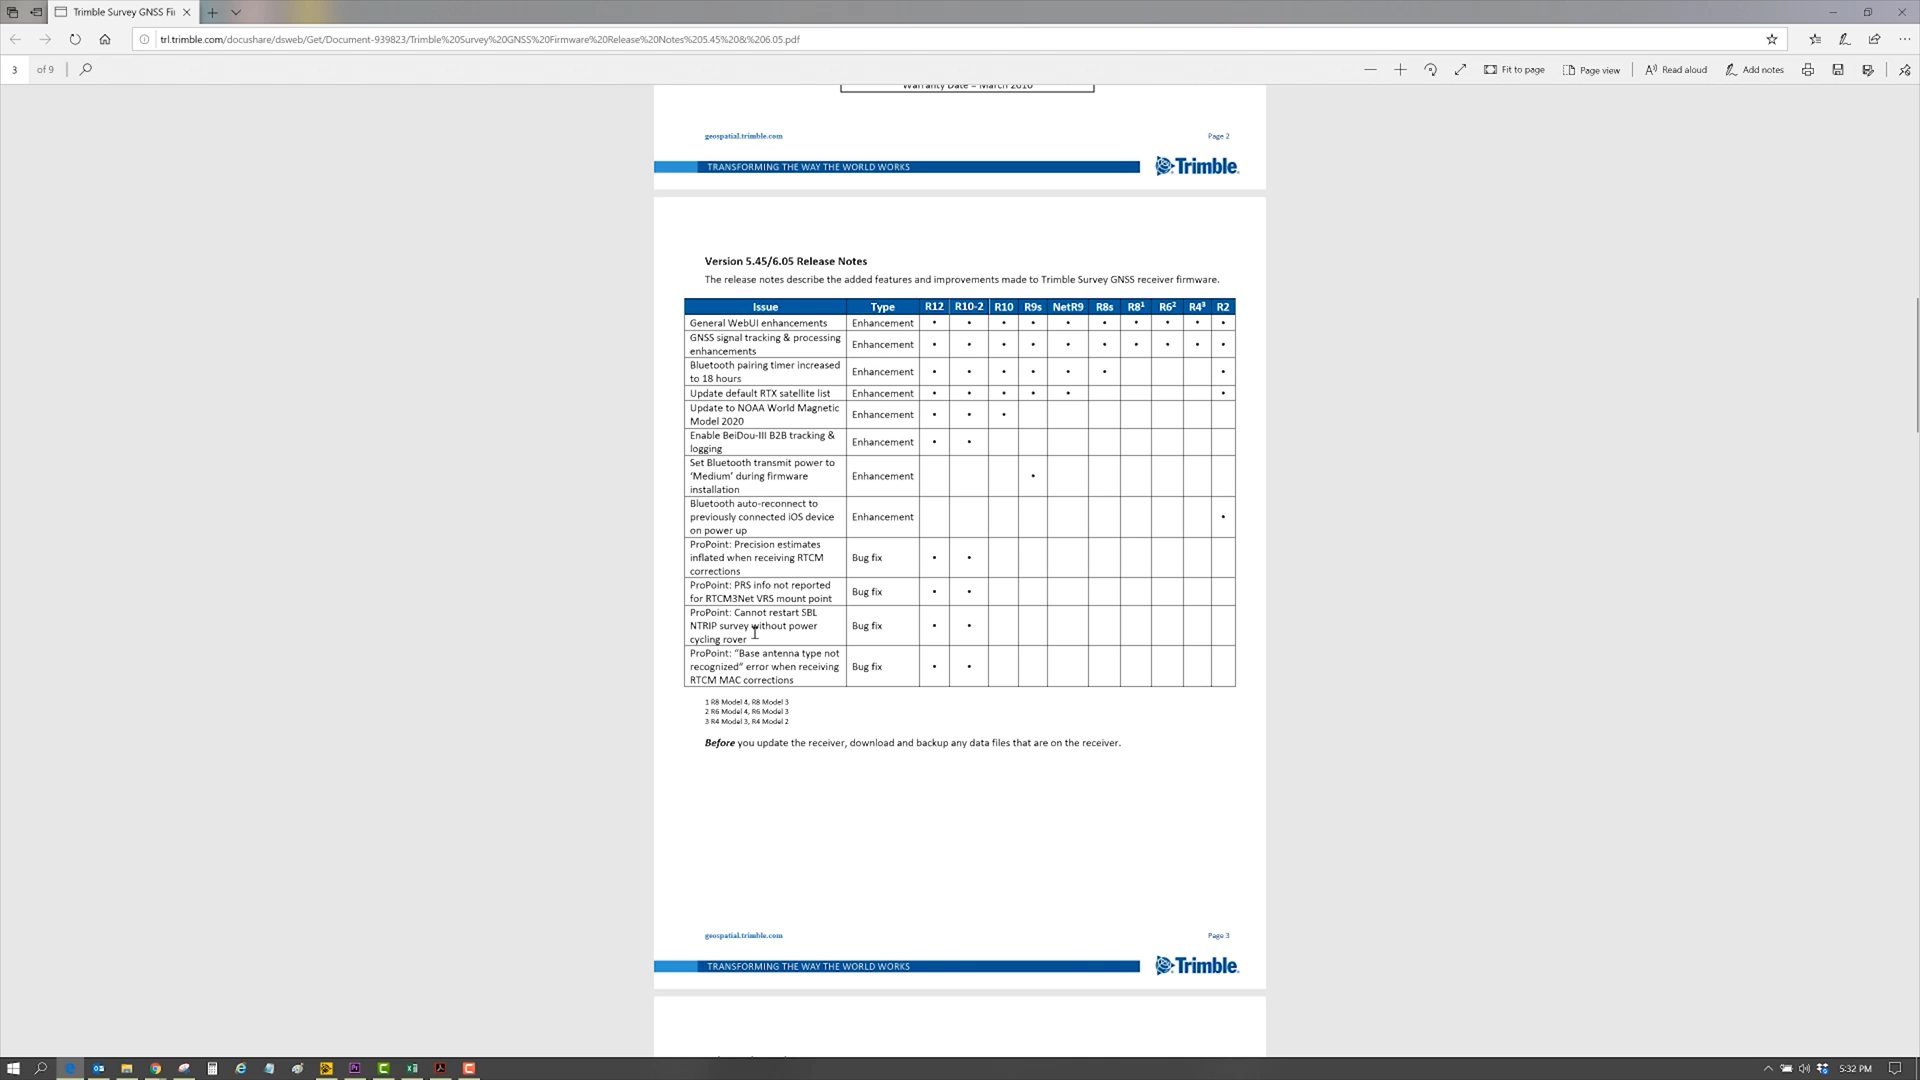 Trimble Survey GNSS Fi
trl.trimble.com/docushare/dsweb/Get/Document-939823/Trimble%20Survey%20GNSS%20Firmware%20Release%20Notes%205.45%20&%206.05.pdf
3 of 9
Fit to page
Page view
Read aloud
Add notes
Warranty Date = March 2010
geospatial.trimble.com Page 2
TRANSFORMING THE WAY THE WORLD WORKS Trimble.
Version 5.45/6.05 Release Notes
The release notes describe the added features and improvements made to Trimble Survey GNSS receiver firmware.
Issue Type R12 R10-2 R10 R9s NetR9 R8s R8¹ R6² R4³ R2
General WebUI enhancements Enhancement • • • • • • • • • •
GNSS signal tracking & processing
enhancements Enhancement • • • • • • • • • •
Bluetooth pairing timer increased
to 18 hours Enhancement • • • • • • •
Update default RTX satellite list Enhancement • • • • • •
Update to NOAA World Magnetic
Model 2020 Enhancement • • •
Enable BeiDou-III B2B tracking &
logging Enhancement • •
Set Bluetooth transmit power to
‘Medium’ during firmware
installation Enhancement •
Bluetooth auto-reconnect to
previously connected iOS device
on power up Enhancement •
ProPoint: Precision estimates
inflated when receiving RTCM
corrections Bug fix • •
ProPoint: PRS info not reported
for RTCM3Net VRS mount point Bug fix • •
ProPoint: Cannot restart SBL
NTRIP survey without power
cycling rover Bug fix • •
ProPoint: “Base antenna type not
recognized” error when receiving
RTCM MAC corrections Bug fix • •
1 R8 Model 4, R8 Model 3
2 R6 Model 4, R6 Model 3
3 R4 Model 3, R4 Model 2
Before you update the receiver, download and backup any data files that are on the receiver.
geospatial.trimble.com Page 3
TRANSFORMING THE WAY THE WORLD WORKS Trimble.
5:32 PM